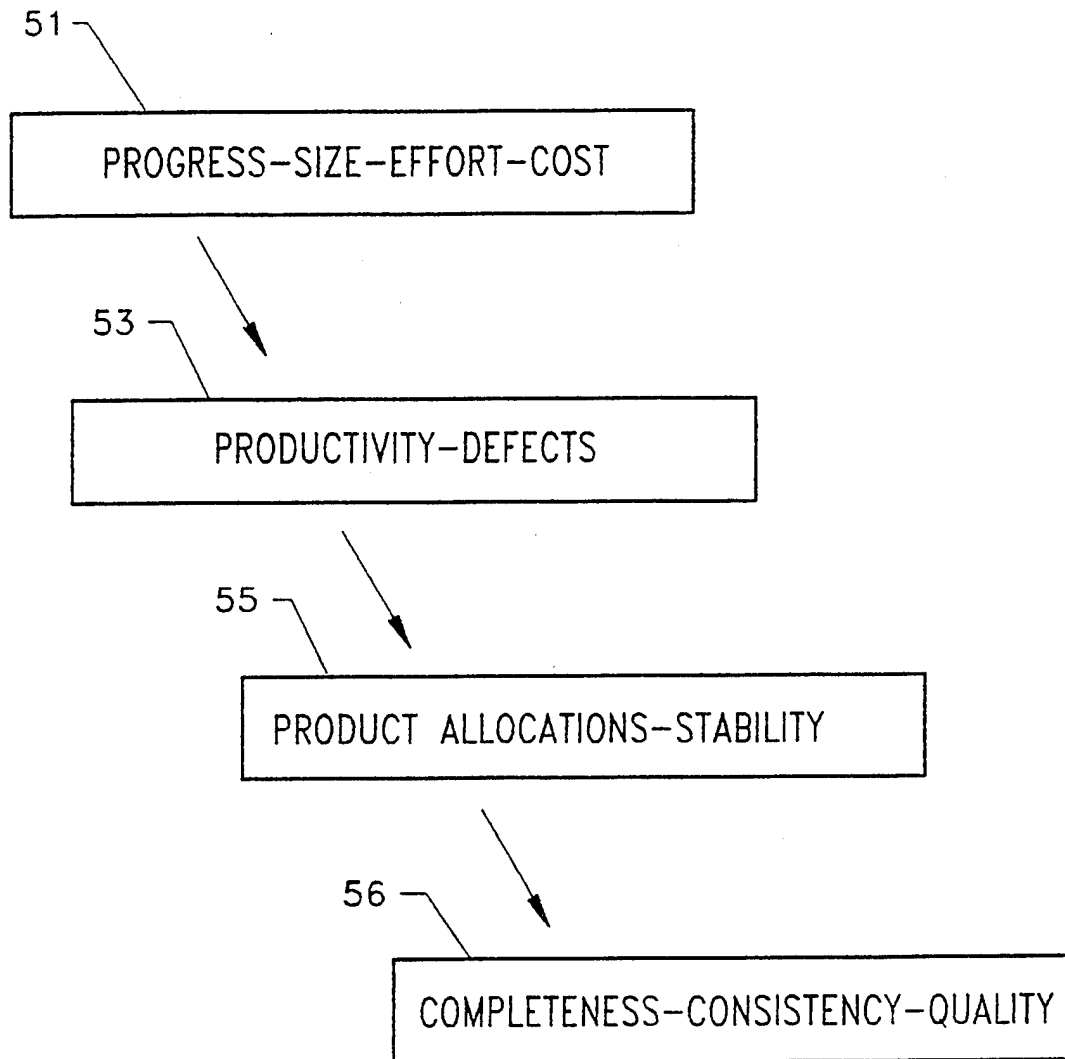 51
PROGRESS-SIZE-EFFORT-COST
53
PRODUCTIVITY-DEFECTS
55
PRODUCT ALLOCATIONS-STABILITY
56
COMPLETENESS-CONSISTENCY-QUALITY